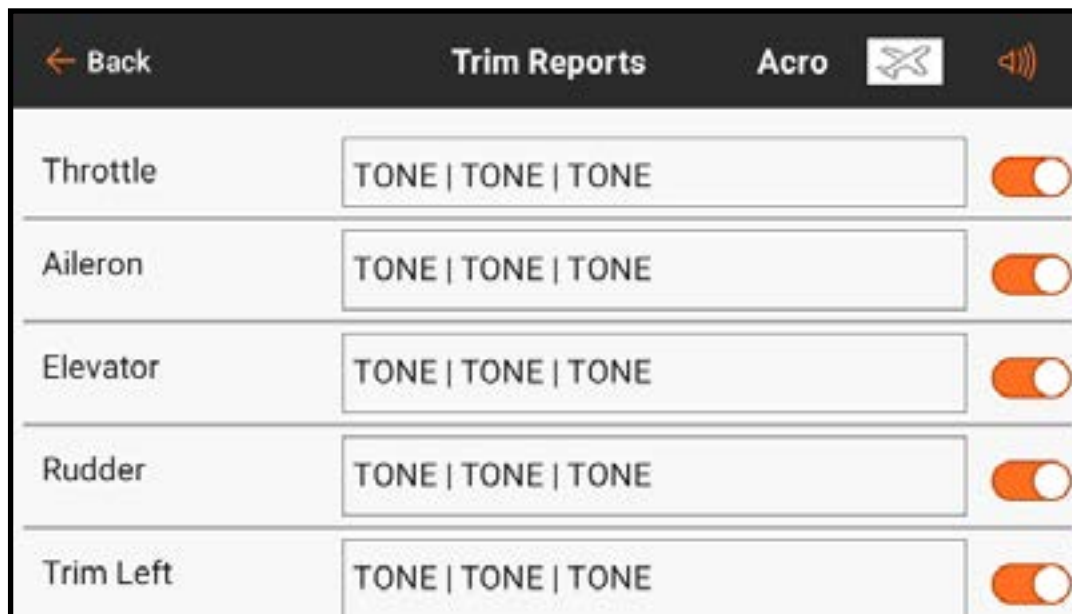 Back Trim Reports Acro
Throttle TONE | TONE | TONE
Aileron TONE | TONE | TONE
Elevator TONE | TONE | TONE
Rudder TONE | TONE | TONE
Trim Left TONE | TONE | TONE